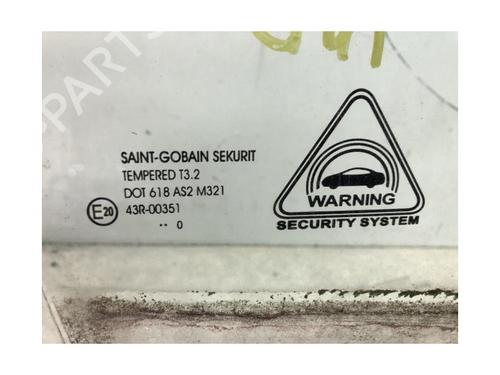 SAINT-GOBAIN SEKURIT
TEMPERED T3.2
DOT 618 AS2 M321
E20 43R-00351
·· 0
WARNING
SECURITY SYSTEM